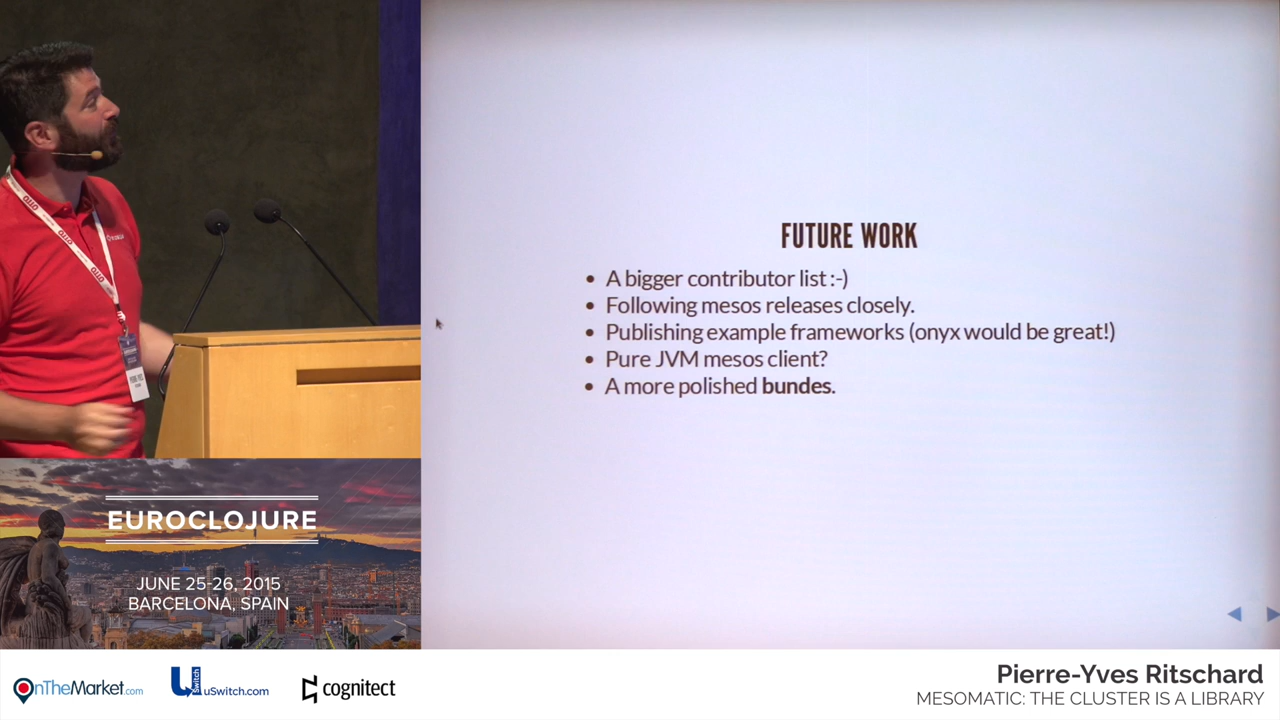 FUTURE WORK
A bigger contributor list :-)
Following mesos releases closely.
Publishing example frameworks (onyx would be great!)
Pure JVM mesos client?
A more polished bundes.
EUROCLOJURE
JUNE 25-26, 2015
BARCELONA, SPAIN
OnTheMarket.com
uSwitch
uSwitch.com
cognitect
Pierre-Yves Ritschard
MESOMATIC: THE CLUSTER IS A LIBRARY